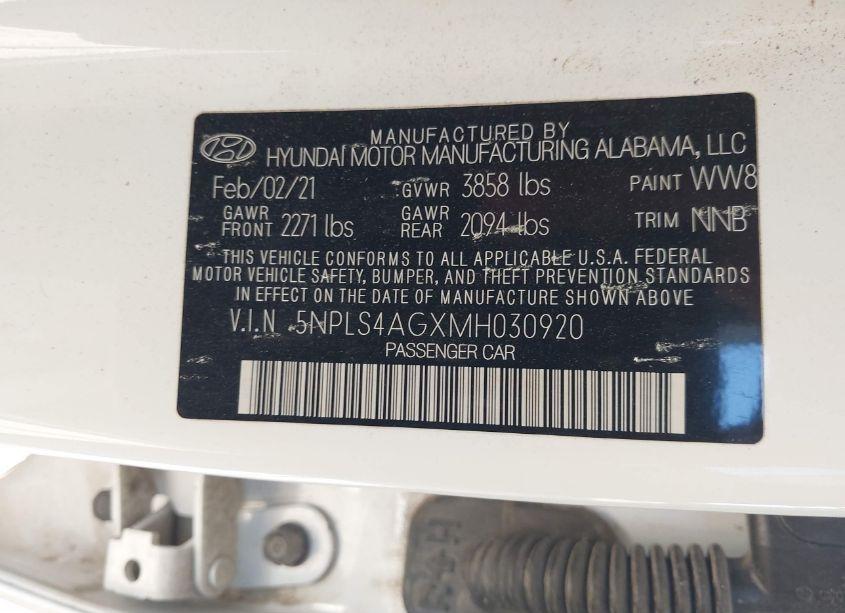 MANUFACTURED BY
HYUNDAI MOTOR MANUFACTURING ALABAMA, LLC
Feb/02/21 GVWR 3858 lbs PAINT WW8
GAWR FRONT 2271 lbs GAWR REAR 2094 lbs TRIM NNB
THIS VEHICLE CONFORMS TO ALL APPLICABLE U.S.A. FEDERAL
MOTOR VEHICLE SAFETY, BUMPER, AND THEFT PREVENTION STANDARDS
IN EFFECT ON THE DATE OF MANUFACTURE SHOWN ABOVE
V.I.N 5NPLS4AGXMH030920
PASSENGER CAR